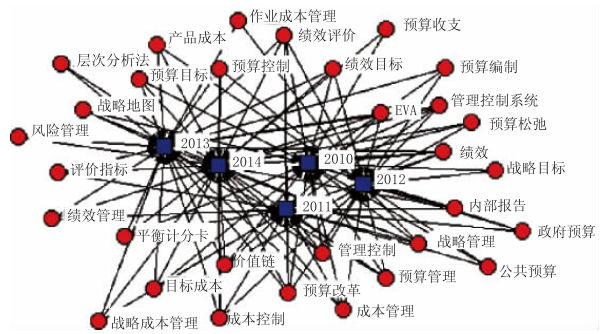 作业成本管理
预算收支
产品成本
绩效评价
层次分析法
预算目标
预算控制
绩效目标
预算编制
战略地图
EVA
管理控制系统
预算松弛
风险管理
2013
2014
2010
绩效
评价指标
2012
战略目标
绩效管理
2011
内部报告
平衡计分卡
管理控制
战略管理
政府预算
价值链
公共预算
目标成本
预算改革
预算管理
战略成本管理
成本控制
成本管理